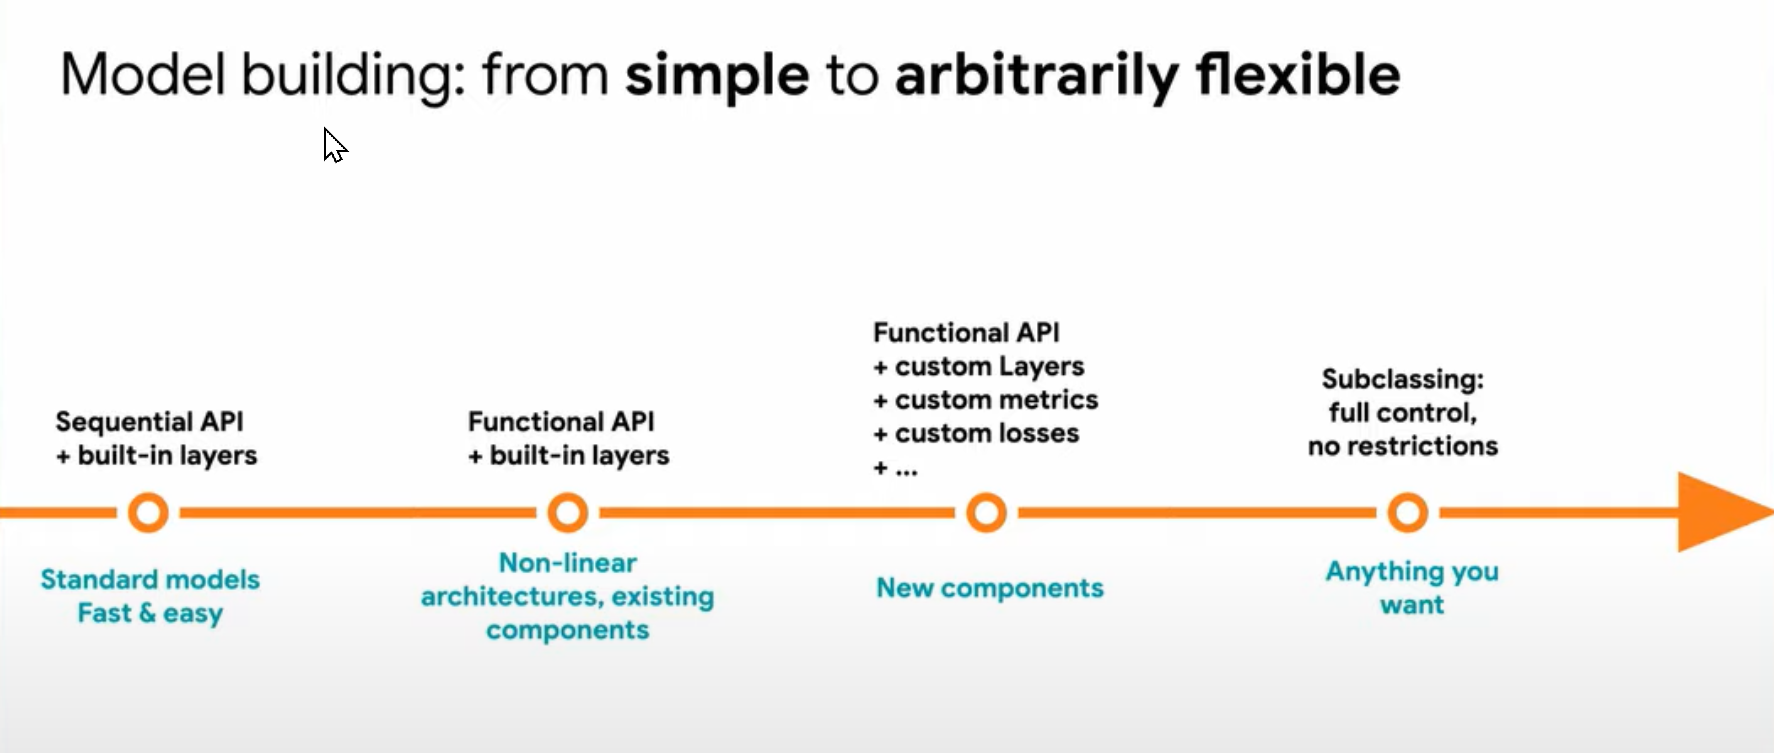 Model building: from simple to arbitrarily flexible
Sequential API
+ built-in layers
Functional API
+ built-in layers
Functional API
+ custom Layers
+ custom metrics
+ custom losses
+ ...
Subclassing:
full control,
no restrictions
Standard models
Fast & easy
Non-linear
architectures, existing
components
New components
Anything you
want